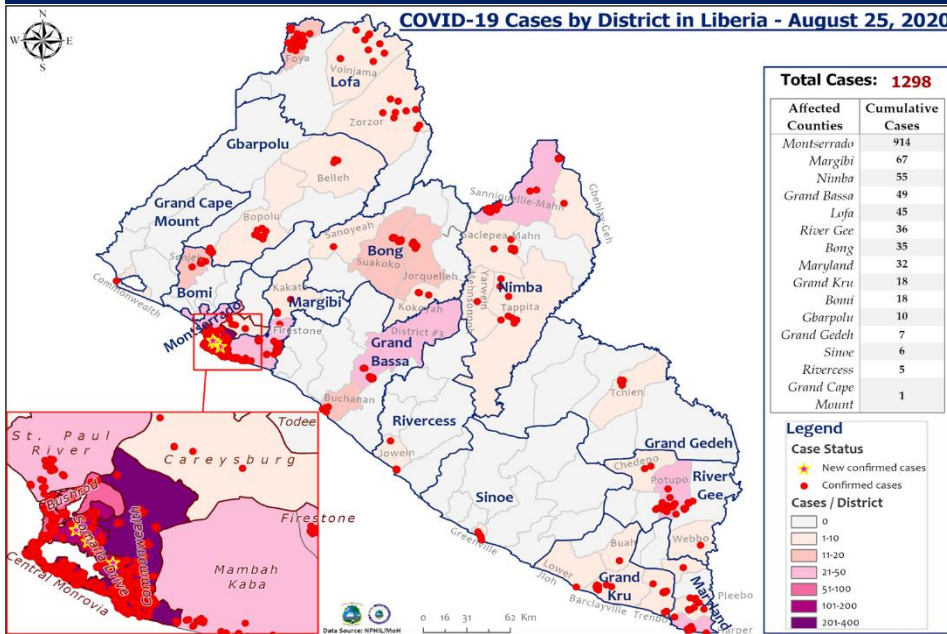 COVID-19 Cases by District in Liberia - August 25, 2020
N
W
E
S
Foya
Voinjama
Lofa
Zorzor
Gbarpolu
Belleh
Grand Cape
Mount
Bopolu
Sanniquellie-Mahn
Gbehlay-Geh
Sanoyeah
Bong
Suakoko
Jorquelleh
Saclepea_Mahn
Senjeh
Commonwealth
Bomi
Kakata
Margibi
Kokoyah
Yarwein
Mehnsonnoh
Nimba
Tappita
Montserrado
Firestone
District #3
Grand
Bassa
Buchanan
Rivercess
Jowein
Tchien
Grand Gedeh
Chedepo
River
Gee
Potupo
Sinoe
Greenville
Webbo
Buah
Lower
Jloh
Grand
Kru
Barclayville
Trenbo
Maryland
Pleebo
Harper
Total Cases: 1298
Affected Counties Cumulative Cases
Montserrado 914
Margibi 67
Nimba 55
Grand Bassa 49
Lofa 45
River Gee 36
Bong 35
Maryland 32
Grand Kru 18
Bomi 18
Gbarpolu 10
Grand Gedeh 7
Sinoe 6
Rivercess 5
Grand Cape Mount 1
Legend
Case Status
New confirmed cases
Confirmed cases
Cases / District
0
1-10
11-20
21-50
51-100
101-200
201-400
St. Paul
River
Todee
Careysburg
Bushrod
Somalia Drive
Commonwealth
Firestone
Central Monrovia
Mambah
Kaba
Data Source: NPHIL/MoH
0 16 31 62 Km